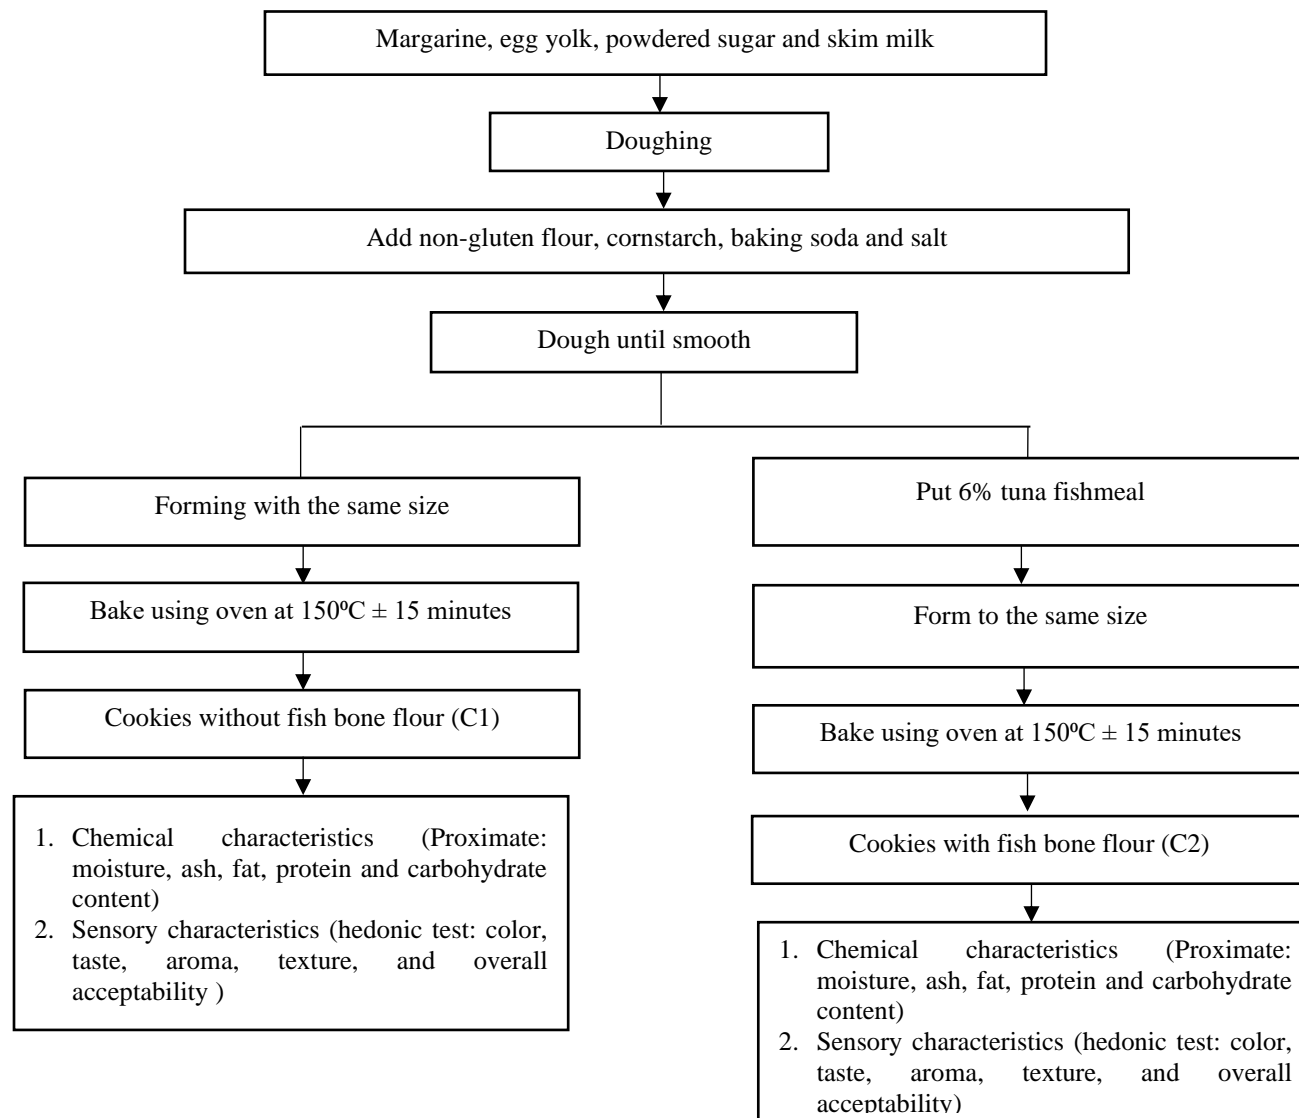 Margarine, egg yolk, powdered sugar and skim milk
Doughing
Add non-gluten flour, cornstarch, baking soda and salt
Dough until smooth
Forming with the same size
Bake using oven at 150⁰C ± 15 minutes
Cookies without fish bone flour (C1)
1. Chemical characteristics (Proximate:
moisture, ash, fat, protein and carbohydrate
content)
2. Sensory characteristics (hedonic test: color,
taste, aroma, texture, and overall
acceptability )
Put 6% tuna fishmeal
Form to the same size
Bake using oven at 150⁰C ± 15 minutes
Cookies with fish bone flour (C2)
1. Chemical characteristics (Proximate:
moisture, ash, fat, protein and carbohydrate
content)
2. Sensory characteristics (hedonic test: color,
taste, aroma, texture, and overall
acceptability)